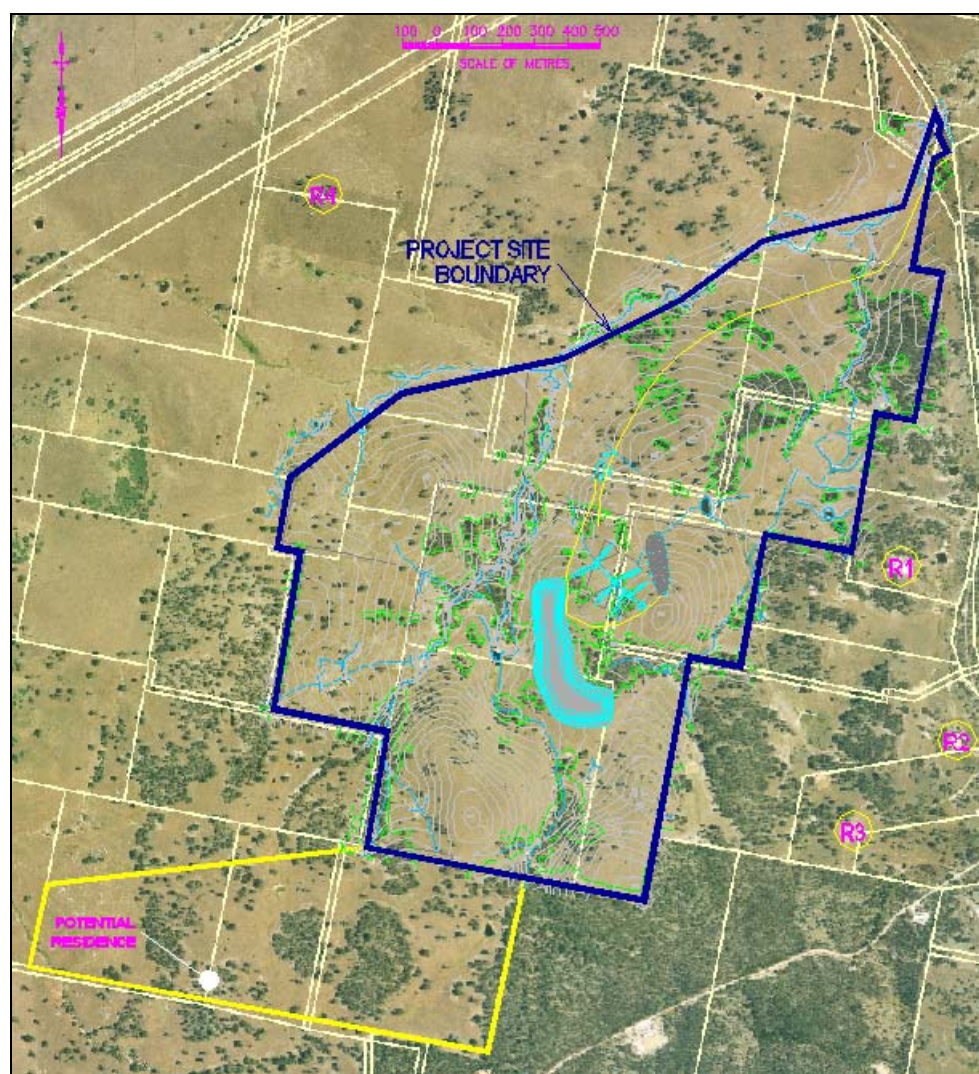 100 0 100 200 300 400 500
SCALE OF METRES
R4
PROJECT SITE
BOUNDARY
R1
R2
R3
POTENTIAL
RESIDENCE